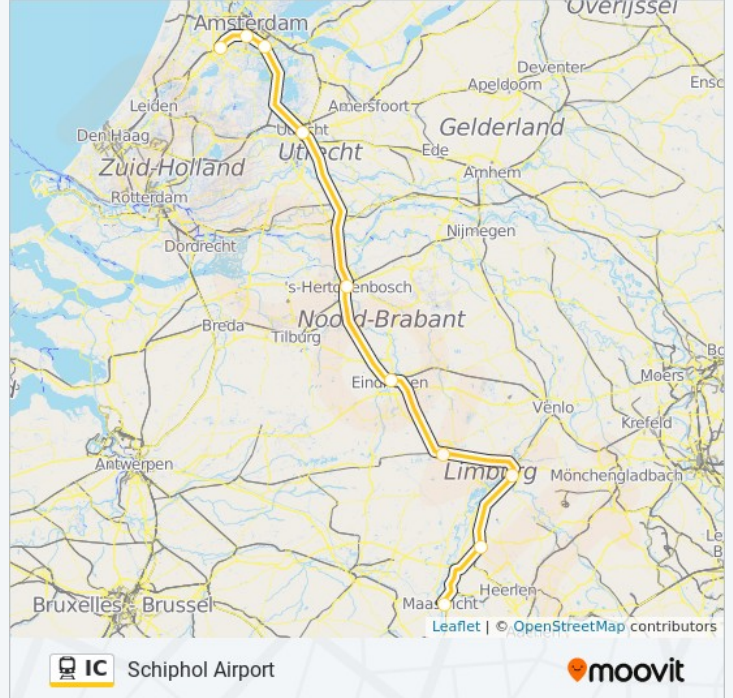 Overijssel
Amsterdam
Deventer
Apeldoorn
Leiden
Amersfoort
Den Haag
Gelderland
Utrecht
Utrecht
Ede
Zuid-Holland
Arnhem
Rotterdam
Nijmegen
Dordrecht
's-Hertogenbosch
Noord-Brabant
Breda
Tilburg
Moers
Eindhoven
Venlo
Krefeld
Antwerpen
Limburg
Mönchengladbach
Heerlen
Bruxelles - Brussel
Maastricht
Leaflet | © OpenStreetMap contributors
IC Schiphol Airport
moovit